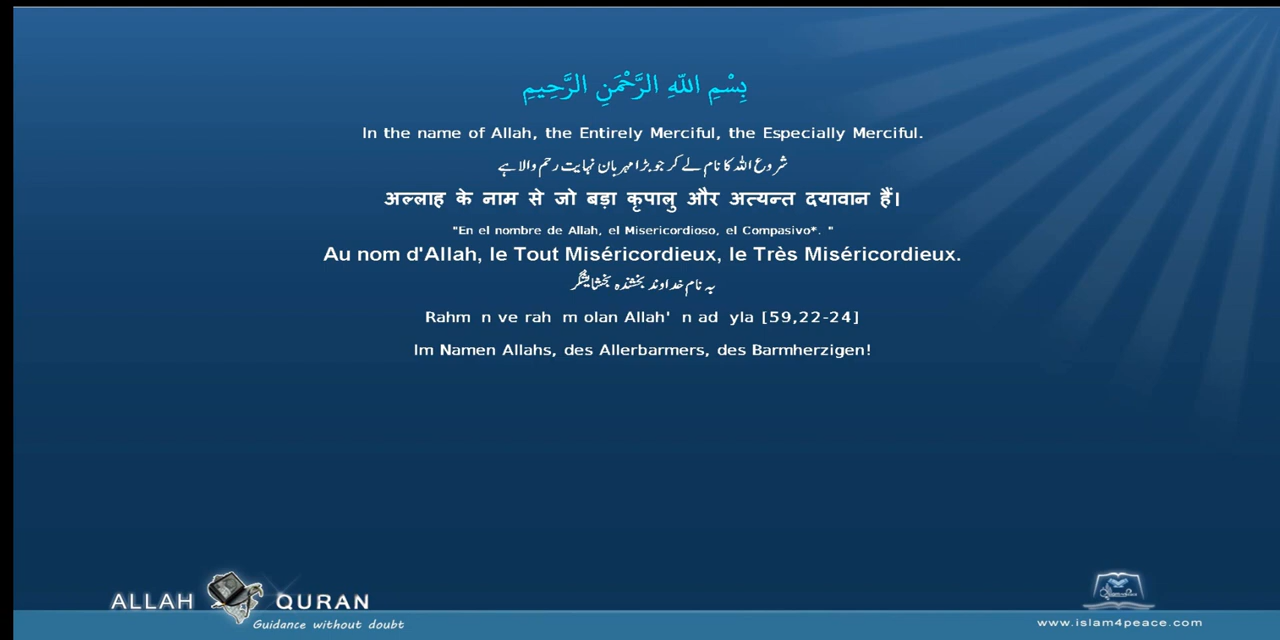 بِسْمِ اللّهِ الرَّحْمَنِ الرَّحِيمِ
In the name of Allah, the Entirely Merciful, the Especially Merciful.
شروع الله کا نام لے کر جو بڑا مہربان نہایت رحم والا ہے
अल्लाह के नाम से जो बड़ा कृपालु और अत्यन्त दयावान हैं।
"En el nombre de Allah, el Misericordioso, el Compasivo*. "
Au nom d'Allah, le Tout Miséricordieux, le Très Miséricordieux.
به نام خداوند بخشنده بخشایشگر
Rahm n ve rah m olan Allah' n ad yla [59,22-24]
Im Namen Allahs, des Allerbarmers, des Barmherzigen!
ALLAH QURAN
Guidance without doubt
www.islam4peace.com